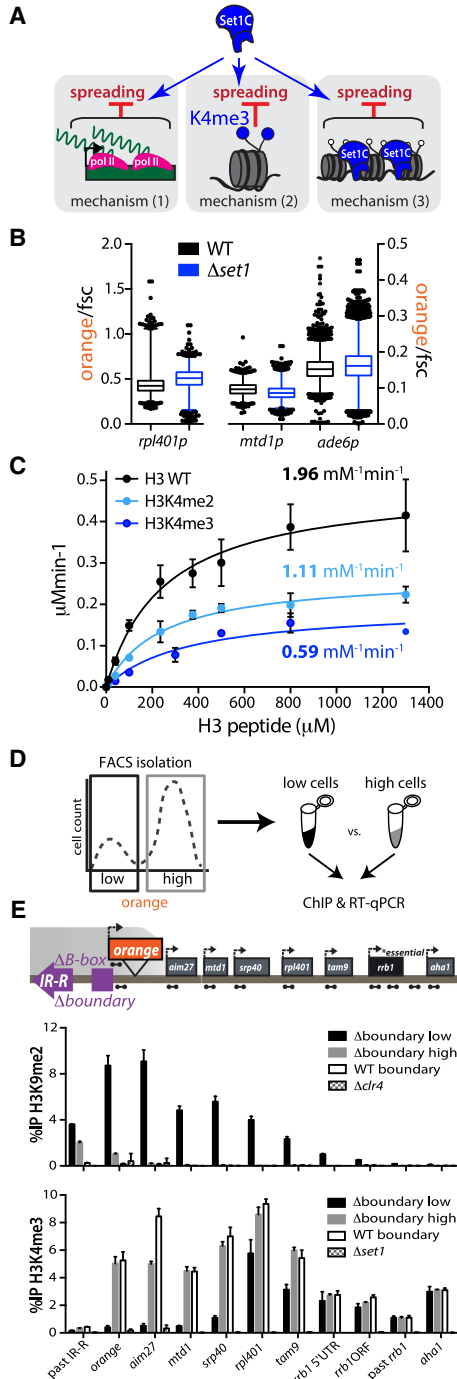 A
Set1C
spreading
spreading
spreading
K4me3
pol II
pol II
Set1C
Set1C
mechanism (1)
mechanism (2)
mechanism (3)
B
WT
Δset1
orange/fsc
2.0
1.5
1.0
0.5
0.0
0.5
0.4
0.3
0.2
0.1
0.0
orange/fsc
rpl401p
mtd1p
ade6p
C
H3 WT
H3K4me2
H3K4me3
1.96 mM-1min-1
1.11 mM-1min-1
0.59 mM-1min-1
μMmin-1
0.5
0.4
0.3
0.2
0.1
0.0
0
200
400
600
800
1000
1200
1400
H3 peptide (μM)
D
FACS isolation
cell count
low
high
orange
low cells
high cells
vs.
ChIP & RT-qPCR
E
ΔB-box
IR-R
Δboundary
orange
aim27
mtd1
srp40
rpl401
tam9
*essential
rrb1
aha1
%IP H3K9me2
12
8
4
0
Δboundary low
Δboundary high
WT boundary
Δclr4
%IP H3K4me3
10
8
6
4
2
0
Δboundary low
Δboundary high
WT boundary
Δset1
past IR-R
orange
aim27
mtd1
srp40
rpl401
tam9
rrb1 5'UTR
rrb1ORF
past rrb1
aha1